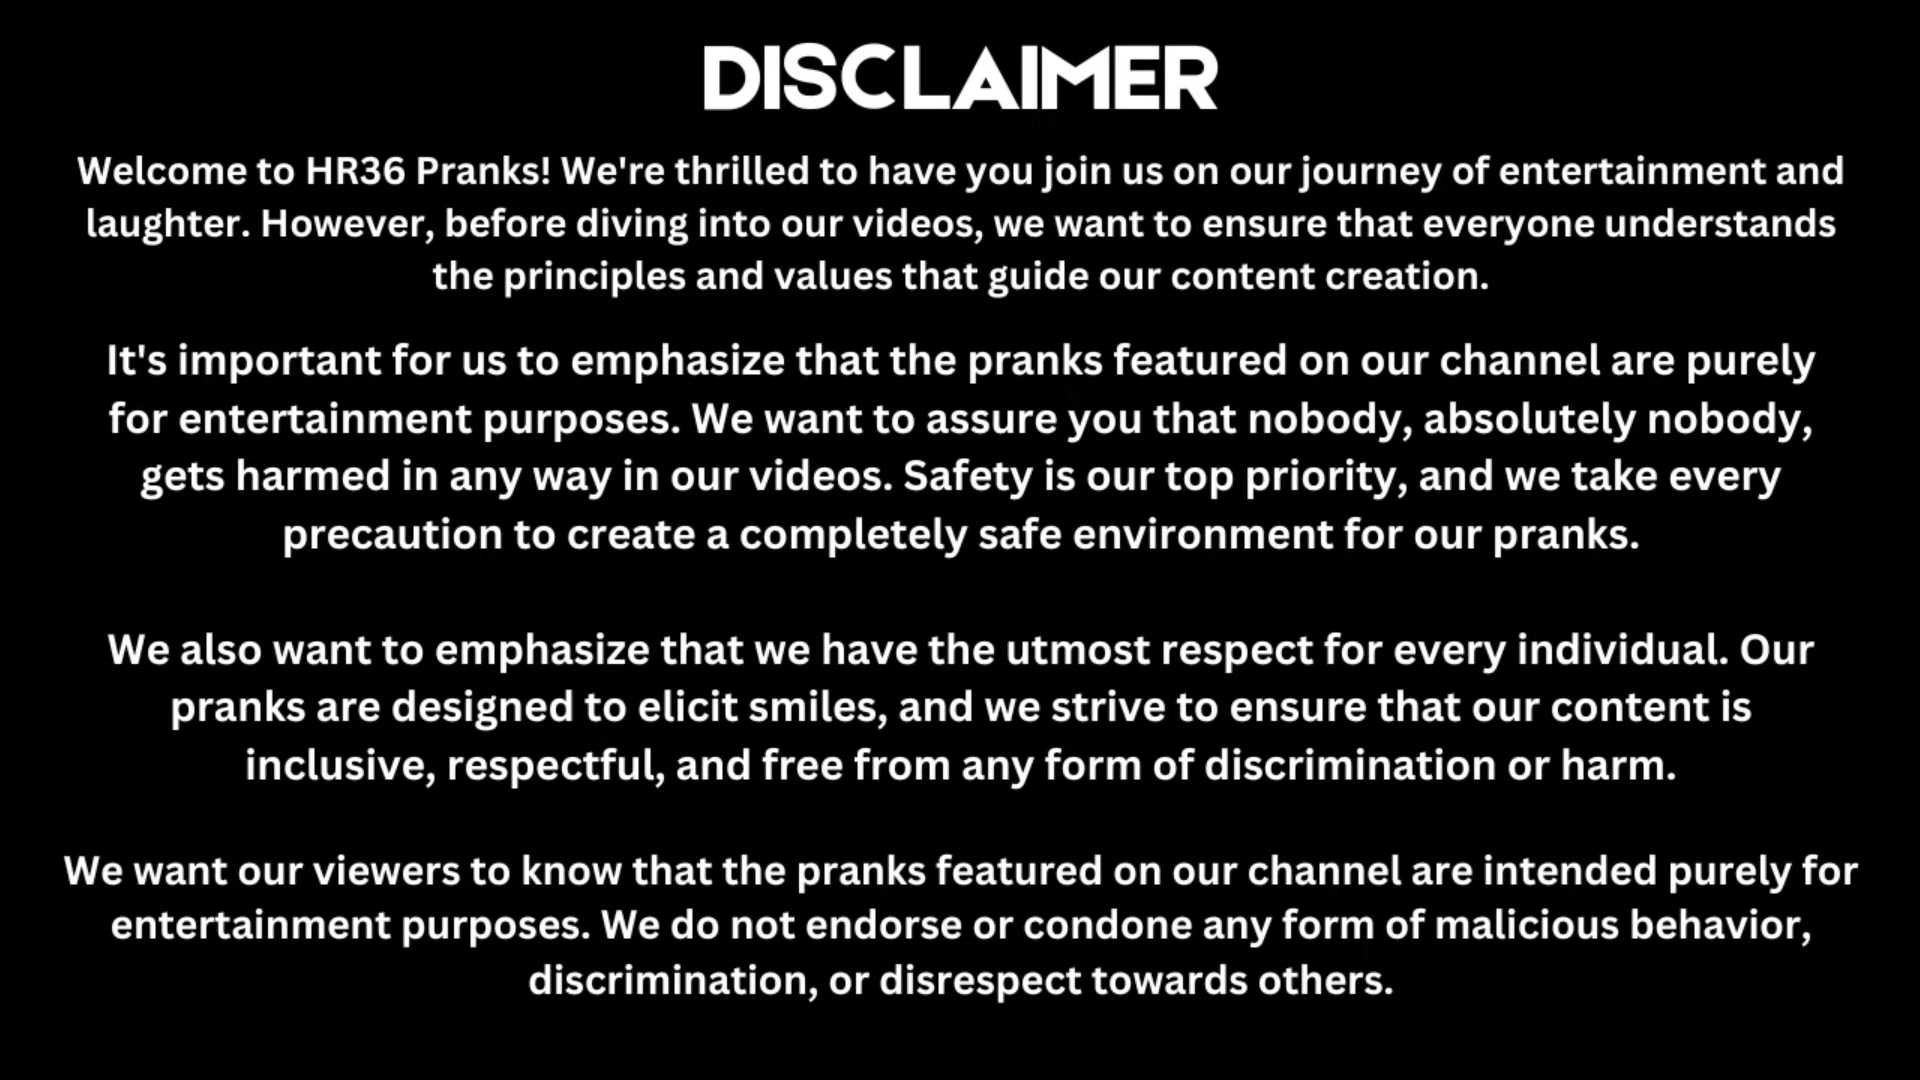 DISCLAIMER
Welcome to HR36 Pranks! We're thrilled to have you join us on our journey of entertainment and
laughter. However, before diving into our videos, we want to ensure that everyone understands
the principles and values that guide our content creation.
It's important for us to emphasize that the pranks featured on our channel are purely
for entertainment purposes. We want to assure you that nobody, absolutely nobody,
gets harmed in any way in our videos. Safety is our top priority, and we take every
precaution to create a completely safe environment for our pranks.
We also want to emphasize that we have the utmost respect for every individual. Our
pranks are designed to elicit smiles, and we strive to ensure that our content is
inclusive, respectful, and free from any form of discrimination or harm.
We want our viewers to know that the pranks featured on our channel are intended purely for
entertainment purposes. We do not endorse or condone any form of malicious behavior,
discrimination, or disrespect towards others.